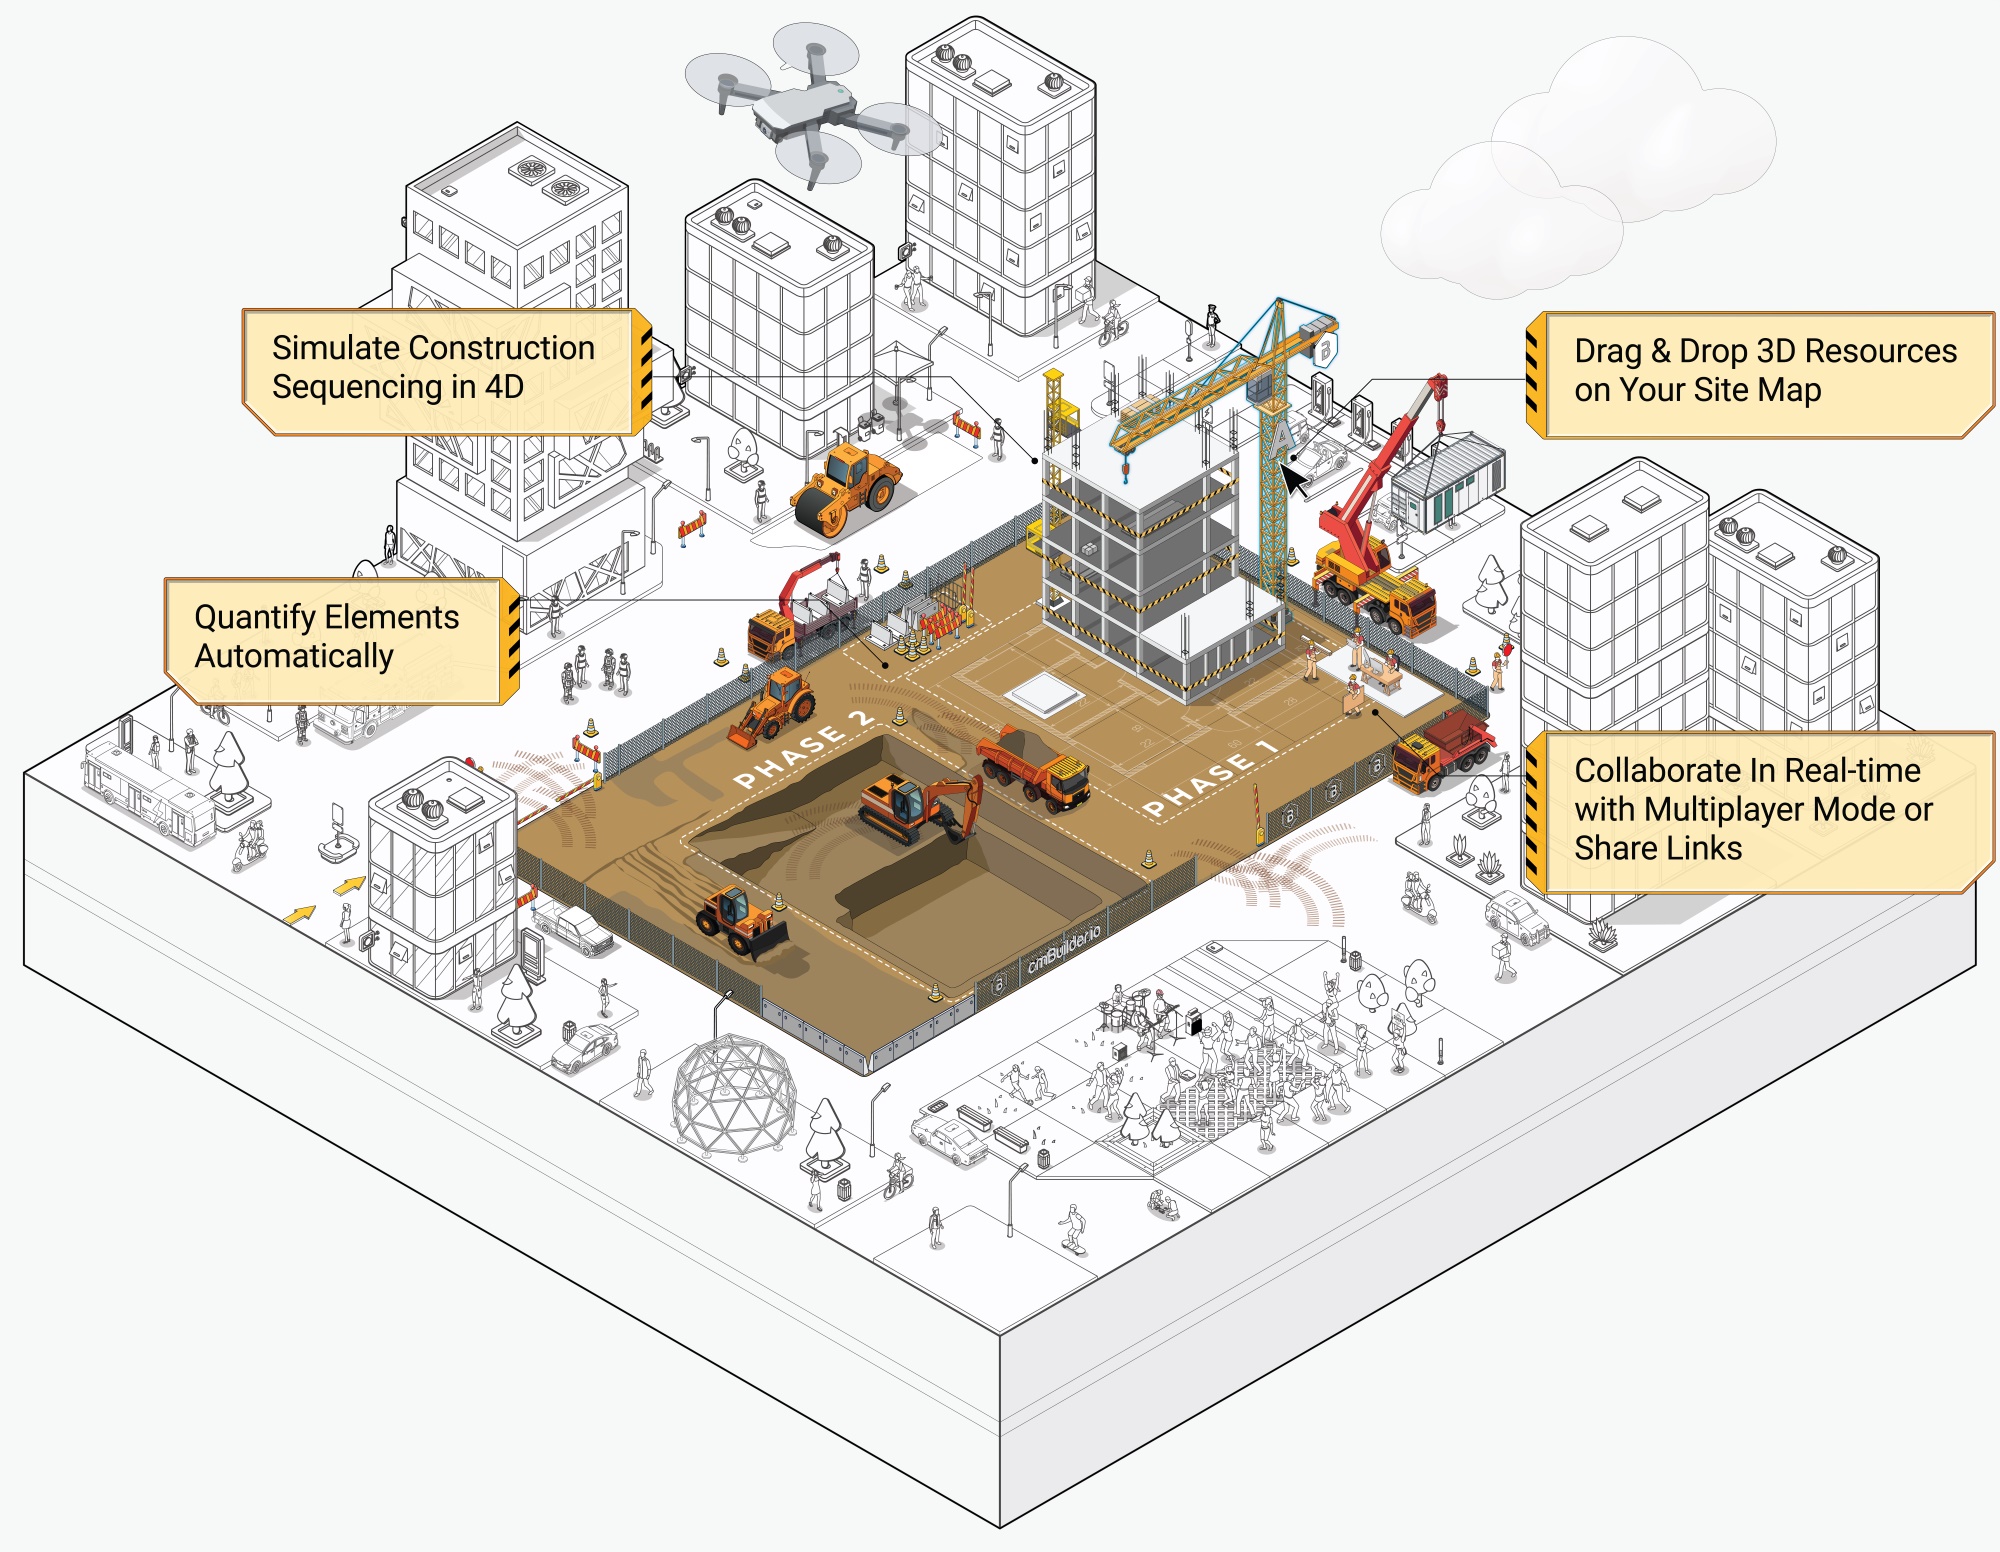 Simulate Construction
Sequencing in 4D
Drag & Drop 3D Resources
on Your Site Map
Quantify Elements
Automatically
PHASE 2
PHASE 1
Collaborate In Real-time
with Multiplayer Mode or
Share Links
cmBuilder.io